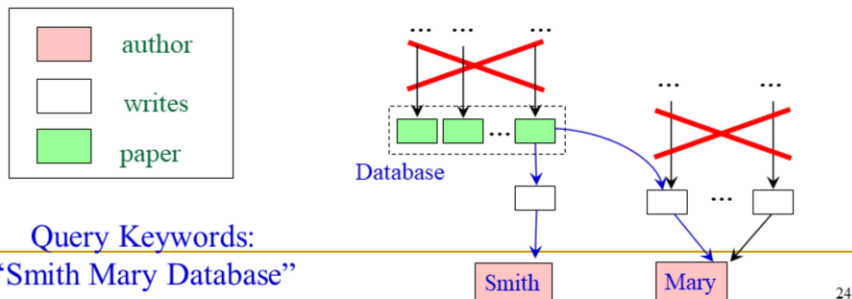 author
writes
paper
... ... ...
...
Database
... ...
...
Query Keywords:
“Smith Mary Database”
Smith
Mary
24